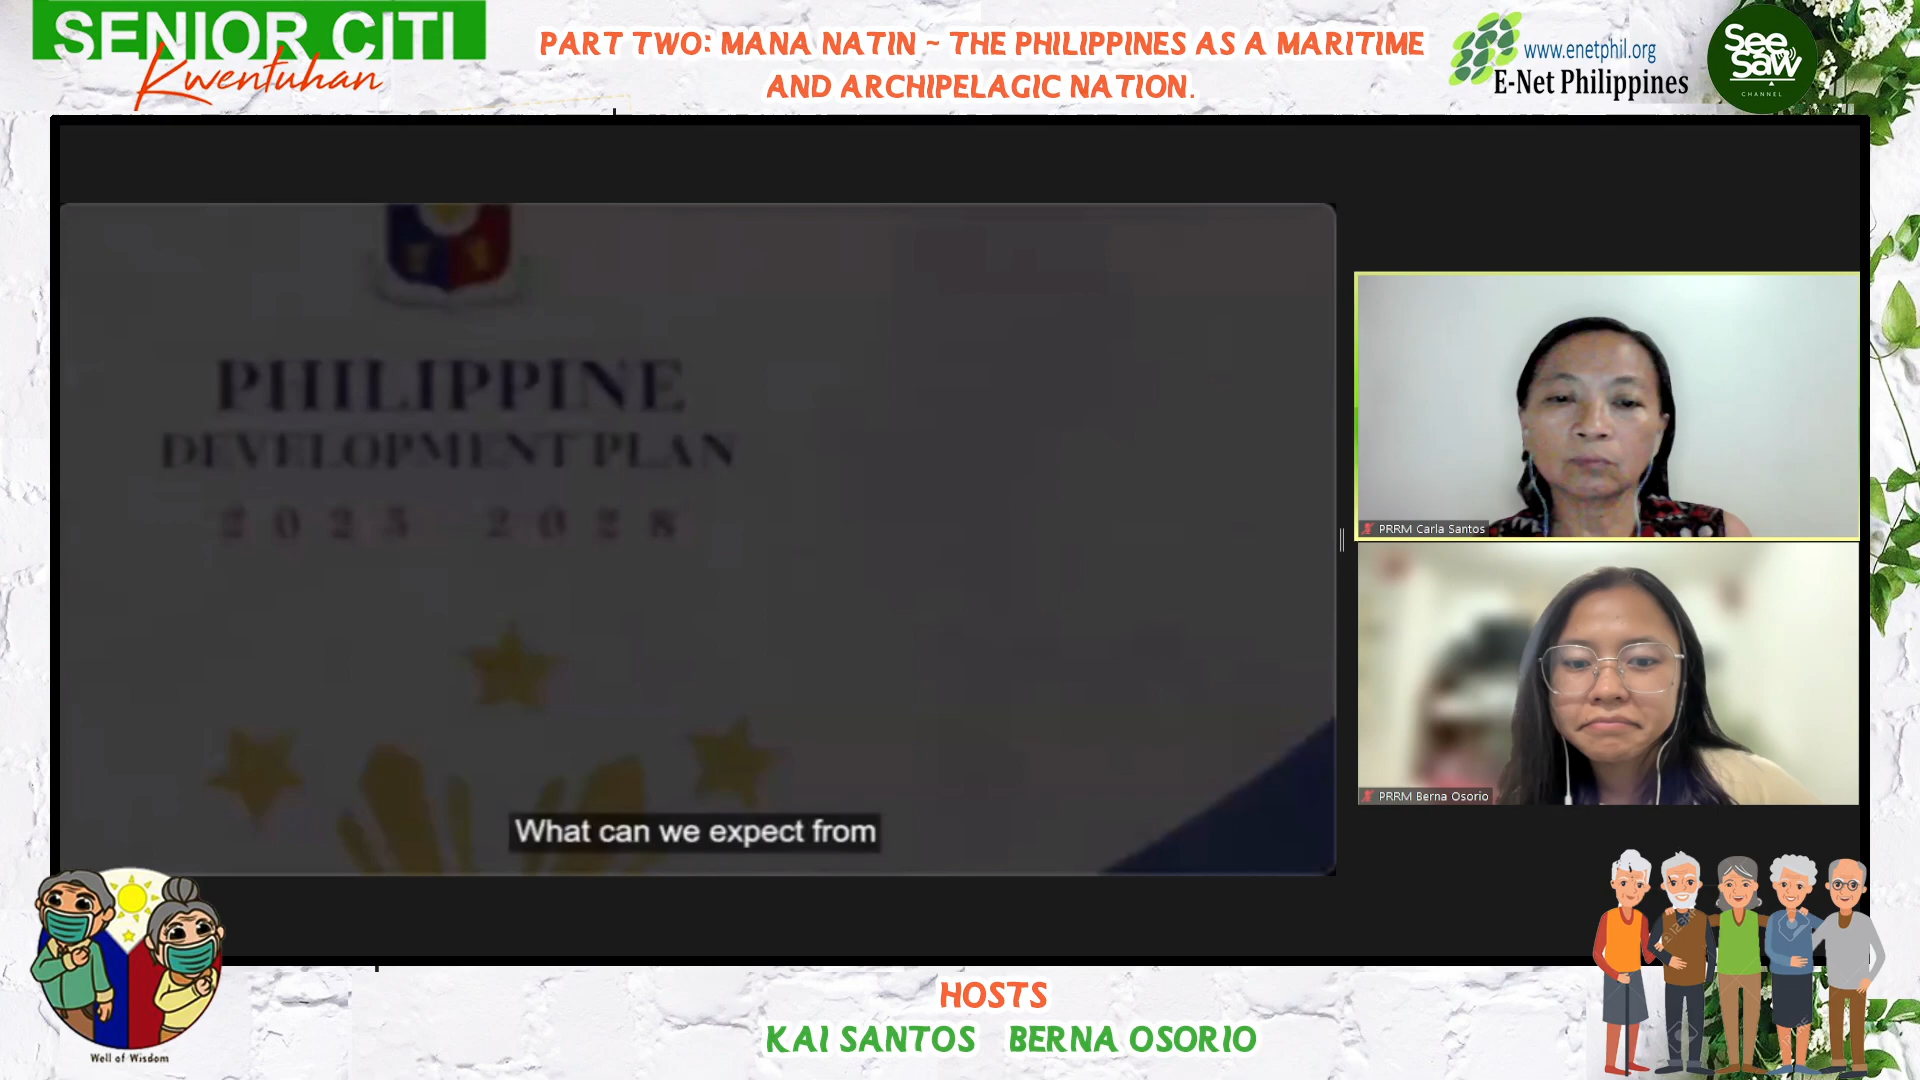 SENIOR CITI
Kwentuhan
PART TWO: MANA NATIN ~ THE PHILIPPINES AS A MARITIME
AND ARCHIPELAGIC NATION.
www.enetphil.org
E-Net Philippines
See
Saw
CHANNEL
PHILIPPINE
DEVELOPMENT PLAN
2023 2028
What can we expect from
PRRM Carla Santos
PRRM Berna Osorio
Well of Wisdom
HOSTS
KAI SANTOS BERNA OSORIO